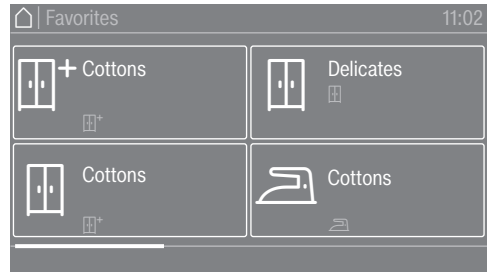 Favorites 11:02
+ Cottons
Delicates
+
Cottons
Cottons
+